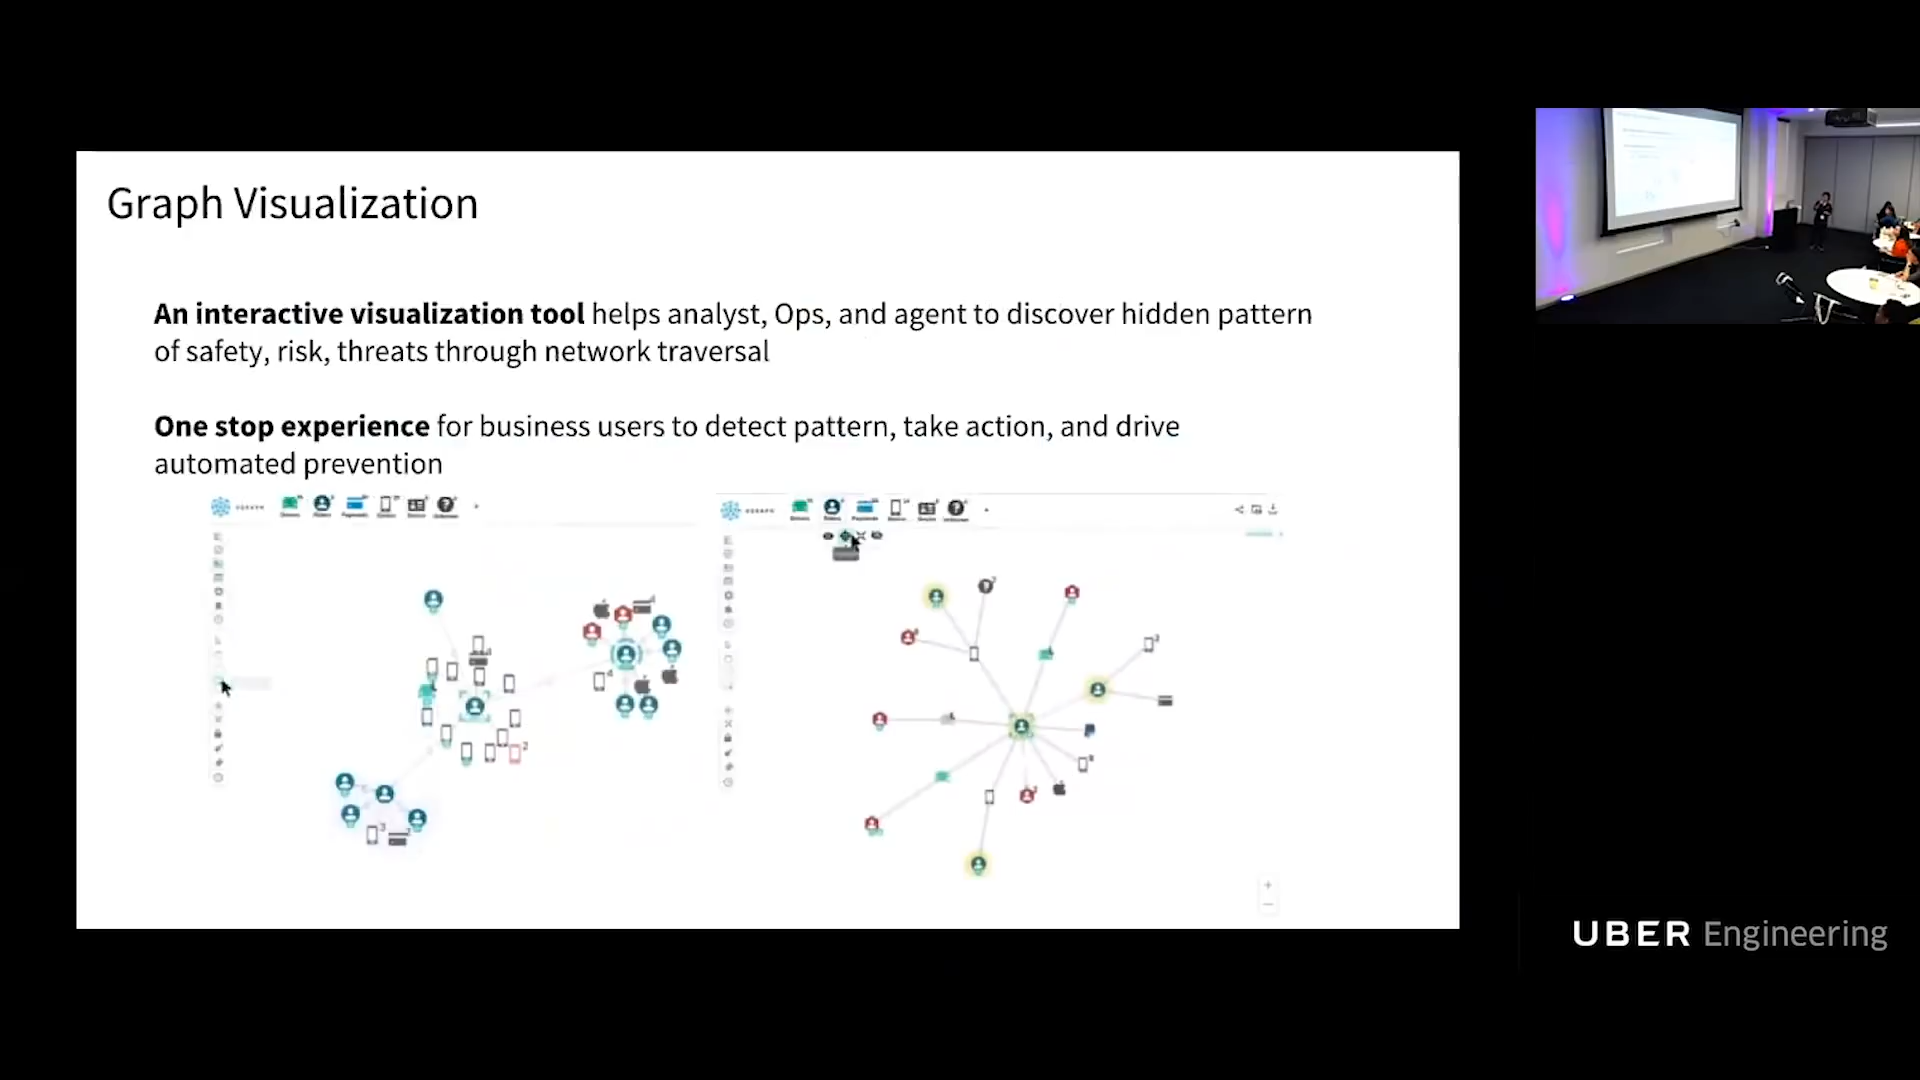 Graph Visualization
An interactive visualization tool helps analyst, Ops, and agent to discover hidden pattern
of safety, risk, threats through network traversal
One stop experience for business users to detect pattern, take action, and drive
automated prevention
UBER Engineering